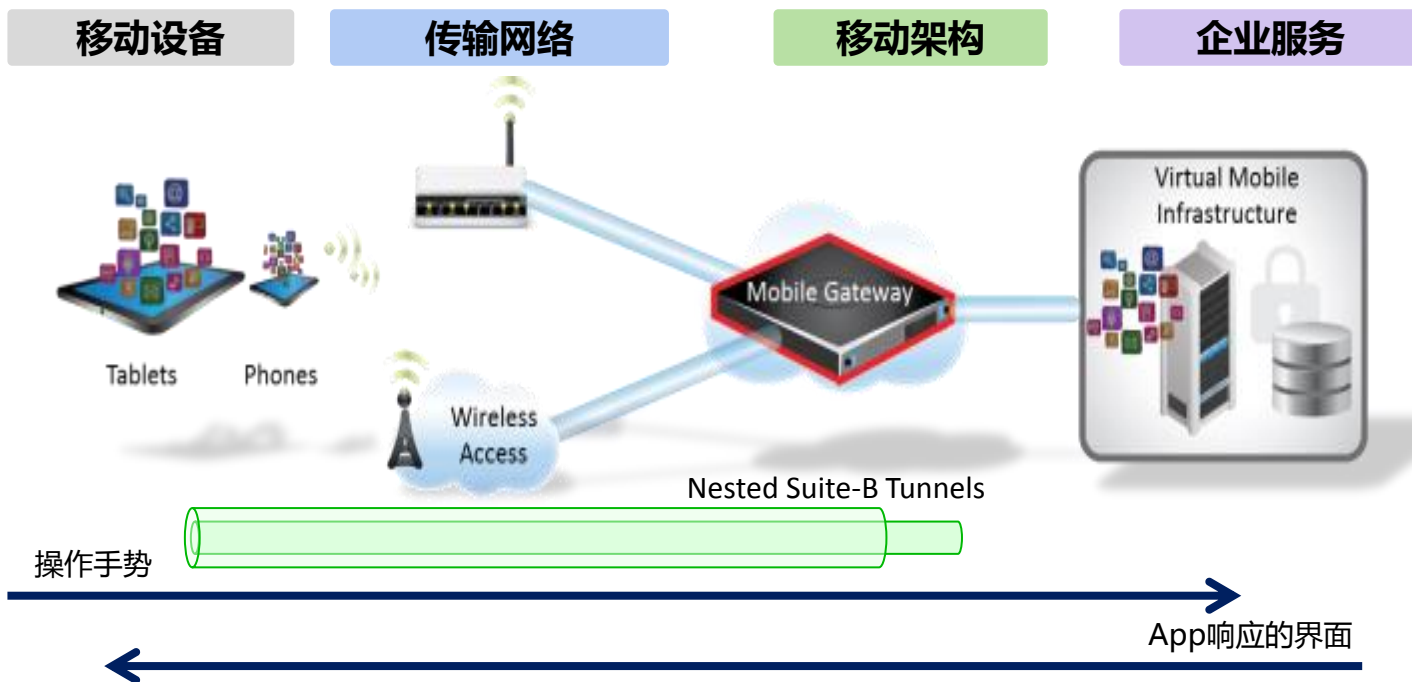 移动设备
传输网络
移动架构
企业服务
Virtual Mobile
Infrastructure
Mobile Gateway
Tablets
Phones
Wireless
Access
Nested Suite-B Tunnels
操作手势
App响应的界面